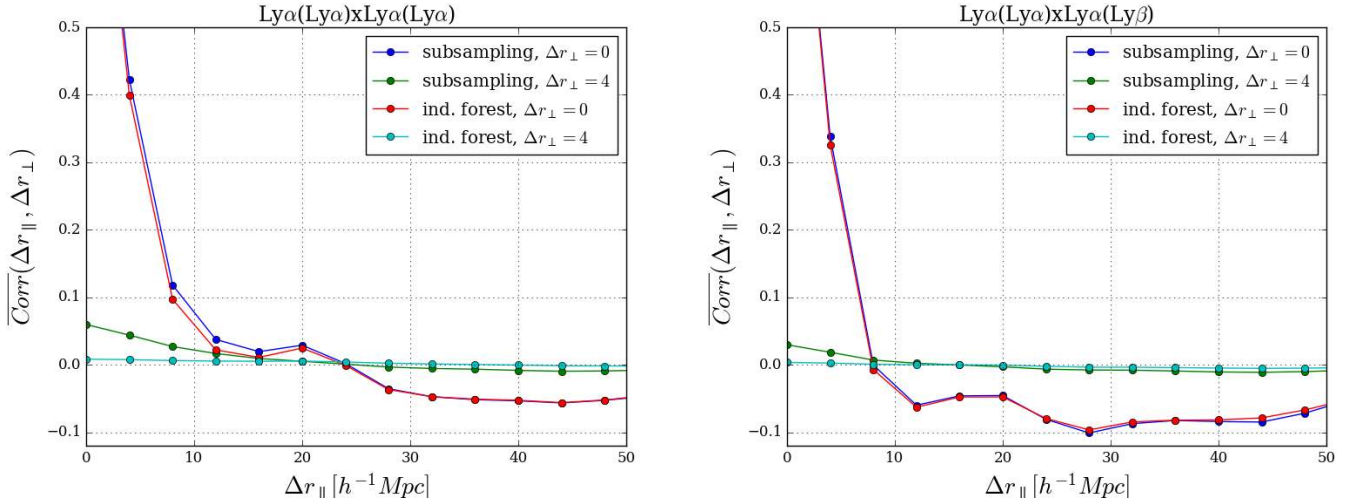 Lyα(Lyα)xLyα(Lyα)
0.5
0.4
0.3
0.2
0.1
0.0
−0.1
Corr(Δr∥, Δr⊥)
subsampling, Δr⊥ = 0
subsampling, Δr⊥ = 4
ind. forest, Δr⊥ = 0
ind. forest, Δr⊥ = 4
0 10 20 30 40 50
Δr∥ [h⁻¹Mpc]
Lyα(Lyα)xLyα(Lyβ)
0.5
0.4
0.3
0.2
0.1
0.0
−0.1
Corr(Δr∥, Δr⊥)
subsampling, Δr⊥ = 0
subsampling, Δr⊥ = 4
ind. forest, Δr⊥ = 0
ind. forest, Δr⊥ = 4
0 10 20 30 40 50
Δr∥ [h⁻¹Mpc]